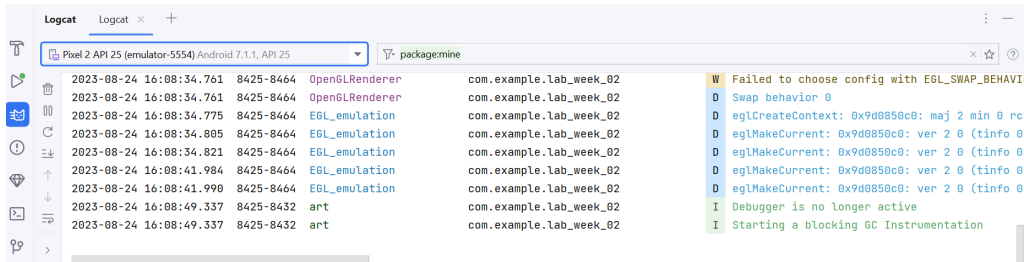 Logcat Logcat
Pixel 2 API 25 (emulator-5554) Android 7.1.1, API 25 package:mine
2023-08-24 16:08:34.761 8425-8464 OpenGLRenderer com.example.lab_week_02 W Failed to choose config with EGL_SWAP_BEHAVI
2023-08-24 16:08:34.761 8425-8464 OpenGLRenderer com.example.lab_week_02 D Swap behavior 0
2023-08-24 16:08:34.775 8425-8464 EGL_emulation com.example.lab_week_02 D eglCreateContext: 0x9d0850c0: maj 2 min 0 rc
2023-08-24 16:08:34.805 8425-8464 EGL_emulation com.example.lab_week_02 D eglMakeCurrent: 0x9d0850c0: ver 2 0 (tinfo 0
2023-08-24 16:08:34.821 8425-8464 EGL_emulation com.example.lab_week_02 D eglMakeCurrent: 0x9d0850c0: ver 2 0 (tinfo 0
2023-08-24 16:08:41.984 8425-8464 EGL_emulation com.example.lab_week_02 D eglMakeCurrent: 0x9d0850c0: ver 2 0 (tinfo 0
2023-08-24 16:08:41.990 8425-8464 EGL_emulation com.example.lab_week_02 D eglMakeCurrent: 0x9d0850c0: ver 2 0 (tinfo 0
2023-08-24 16:08:49.337 8425-8432 art com.example.lab_week_02 I Debugger is no longer active
2023-08-24 16:08:49.337 8425-8432 art com.example.lab_week_02 I Starting a blocking GC Instrumentation